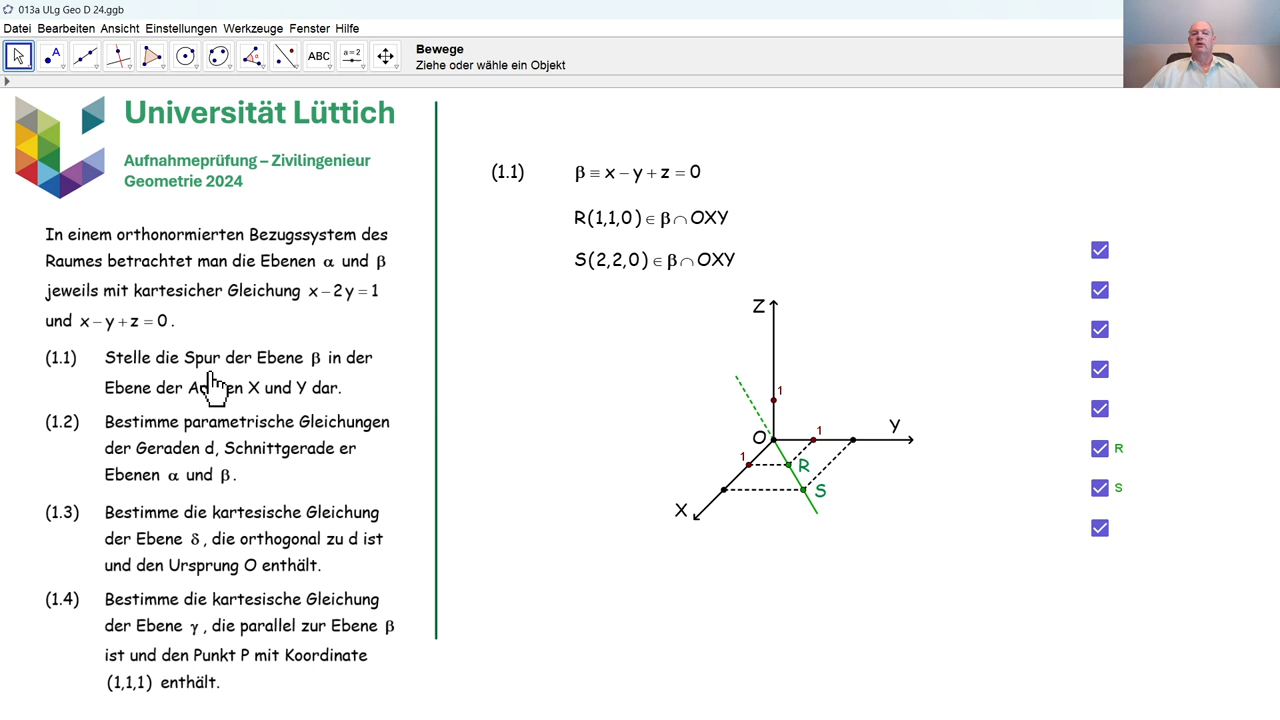 013a ULg Geo D 24.ggb
Datei Bearbeiten Ansicht Einstellungen Werkzeuge Fenster Hilfe
A
ABC
a=2
Bewege
Ziehe oder wähle ein Objekt
Universität Lüttich
Aufnahmeprüfung – Zivilingenieur
Geometrie 2024
In einem orthonormierten Bezugssystem des
Raumes betrachtet man die Ebenen α und β
jeweils mit kartesicher Gleichung x – 2y = 1
und x – y + z = 0 .
(1.1) Stelle die Spur der Ebene β in der
Ebene der X und Y dar.
(1.2) Bestimme parametrische Gleichungen
der Geraden d, Schnittgerade er
Ebenen α und β.
(1.3) Bestimme die kartesische Gleichung
der Ebene δ, die orthogonal zu d ist
und den Ursprung O enthält.
(1.4) Bestimme die kartesische Gleichung
der Ebene γ, die parallel zur Ebene β
ist und den Punkt P mit Koordinate
(1,1,1) enthält.
(1.1) β ≡ x – y + z = 0
R(1,1,0) ∈ β ∩ OXY
S(2,2,0) ∈ β ∩ OXY
Z
1
O
1
Y
1
R
S
X
R
S